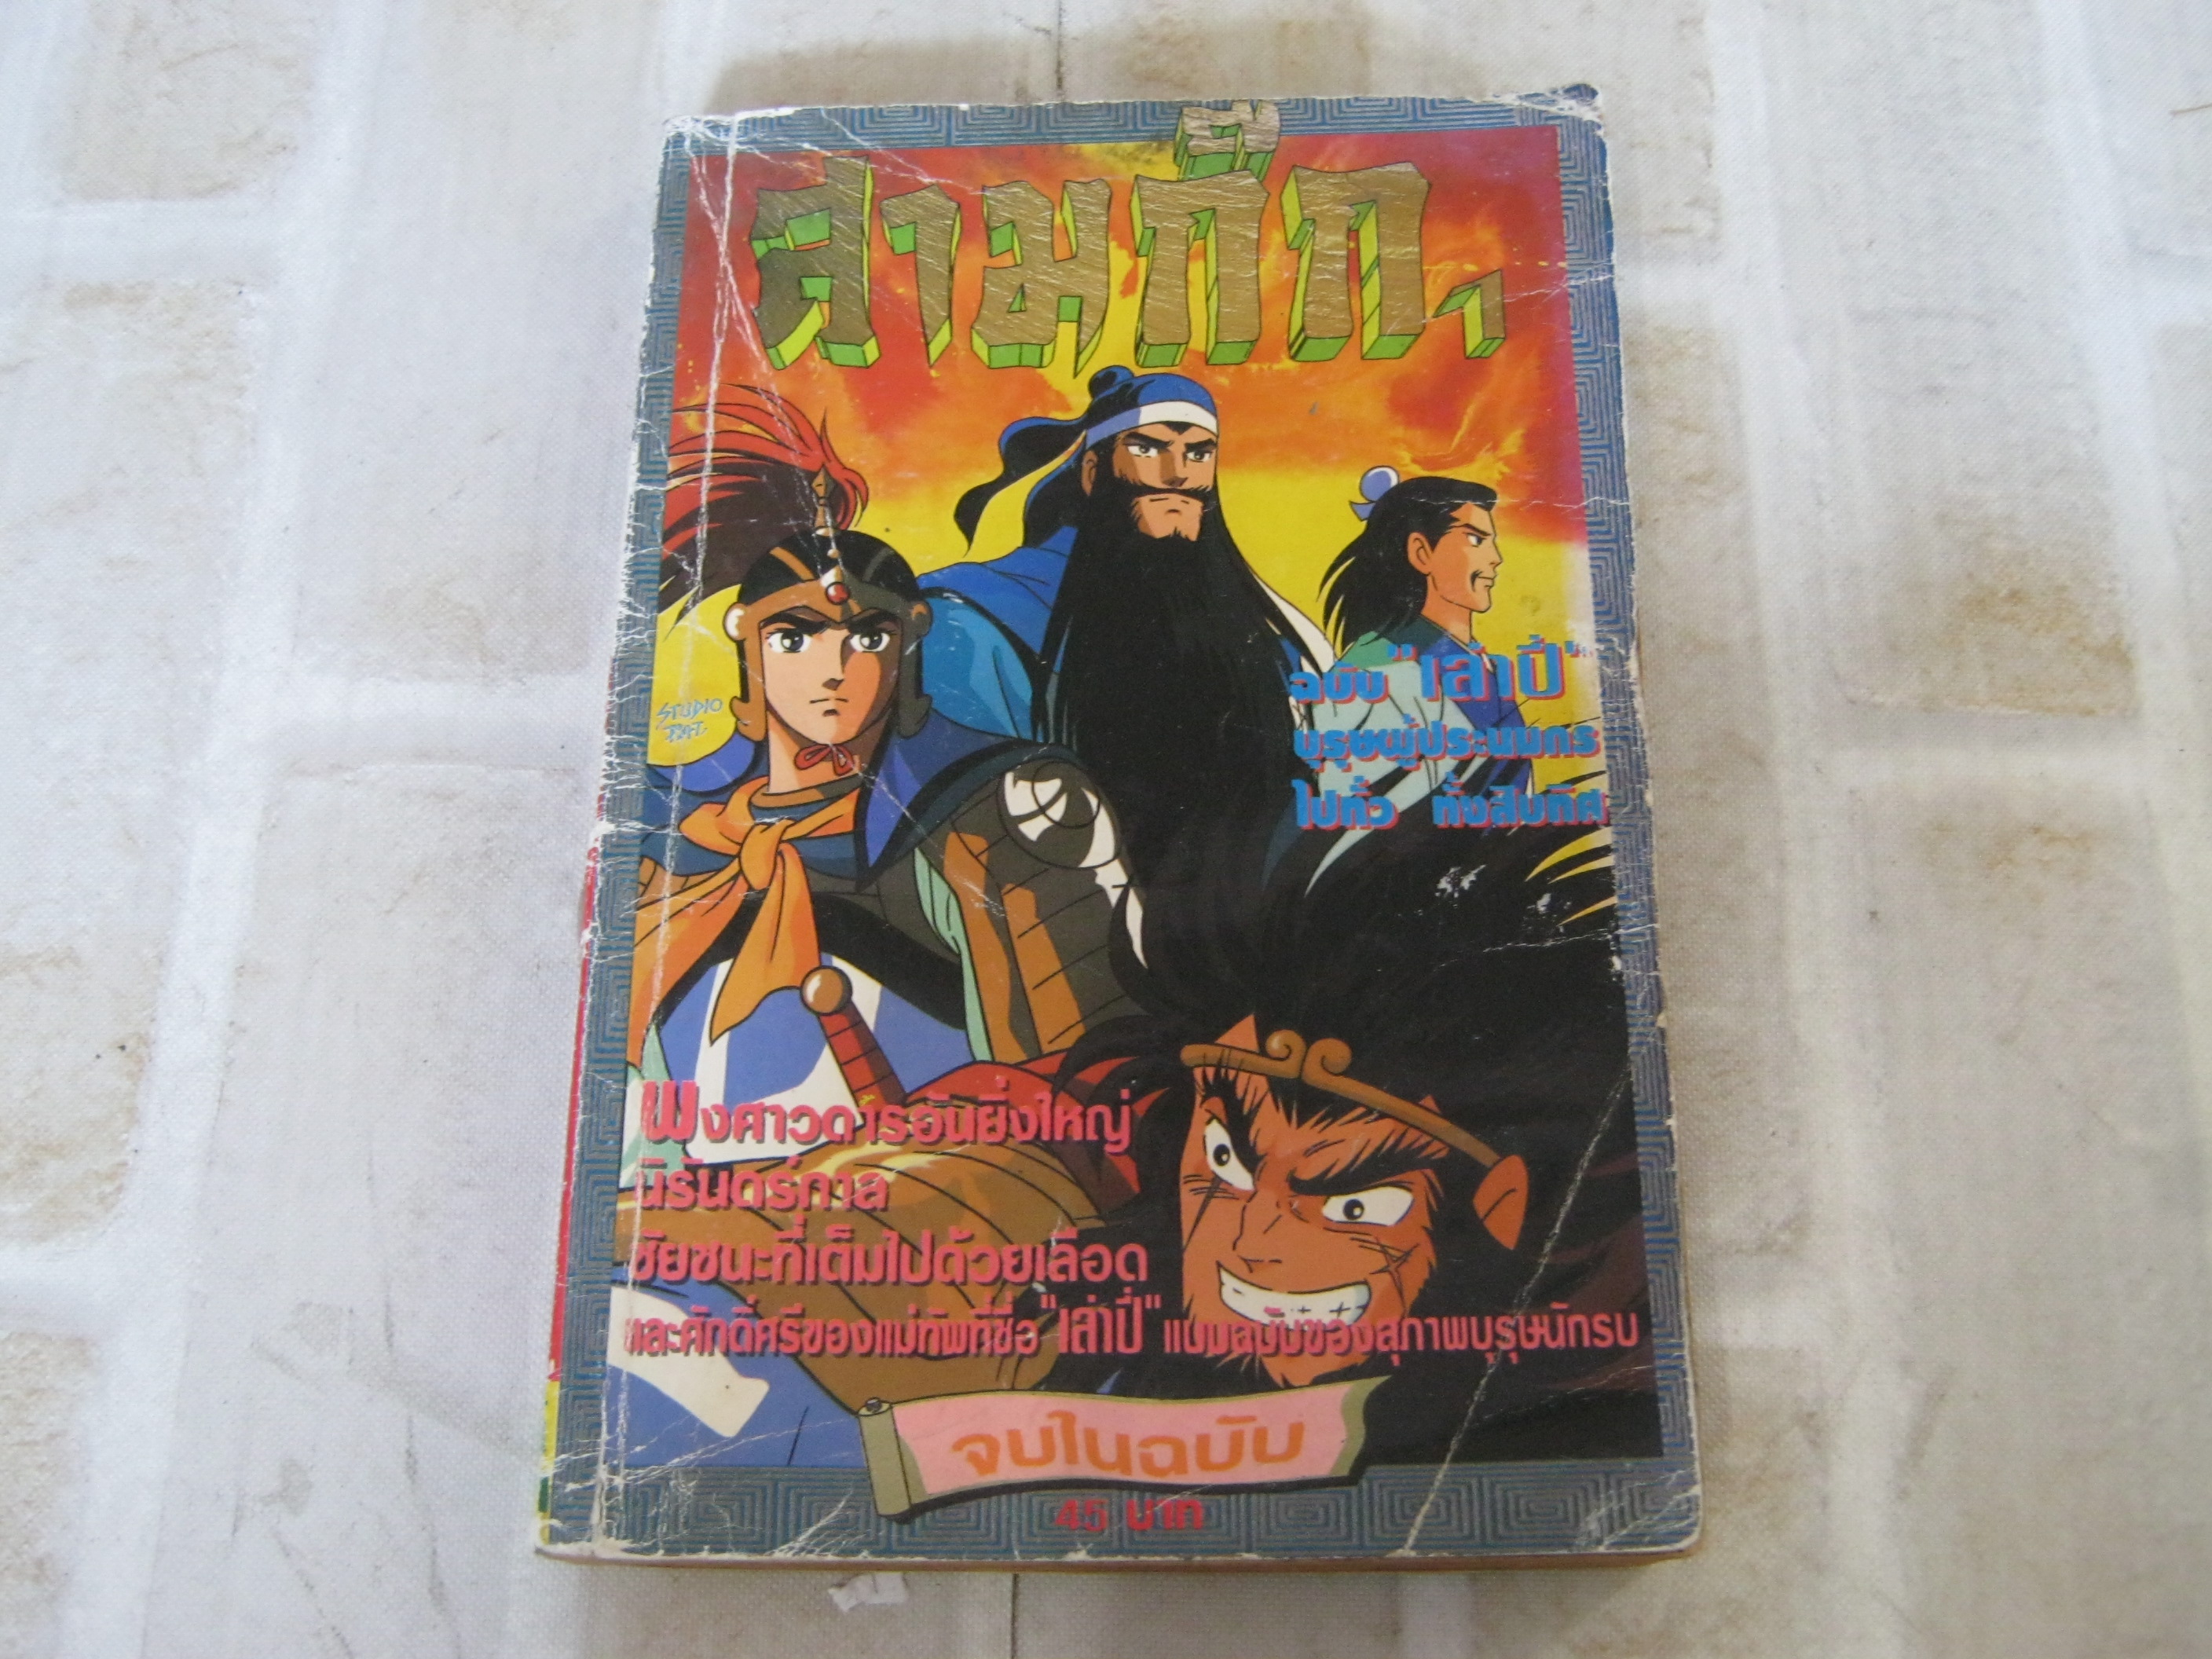 สามก๊ก
ฉบับ "เล่าปี่"
บุรุษผู้ประนมกร
ไปทั่ว ทั้งสิบทิศ
STUDIO
พงศาวดารอันยิ่งใหญ่
นิรันดร์กาล
ชัยชนะที่เต็มไปด้วยเลือด
และศักดิ์ศรีของแม่ทัพที่ชื่อ "เล่าปี่" แบบฉบับของสุภาพบุรุษนักรบ
จบในฉบับ
45 บาท